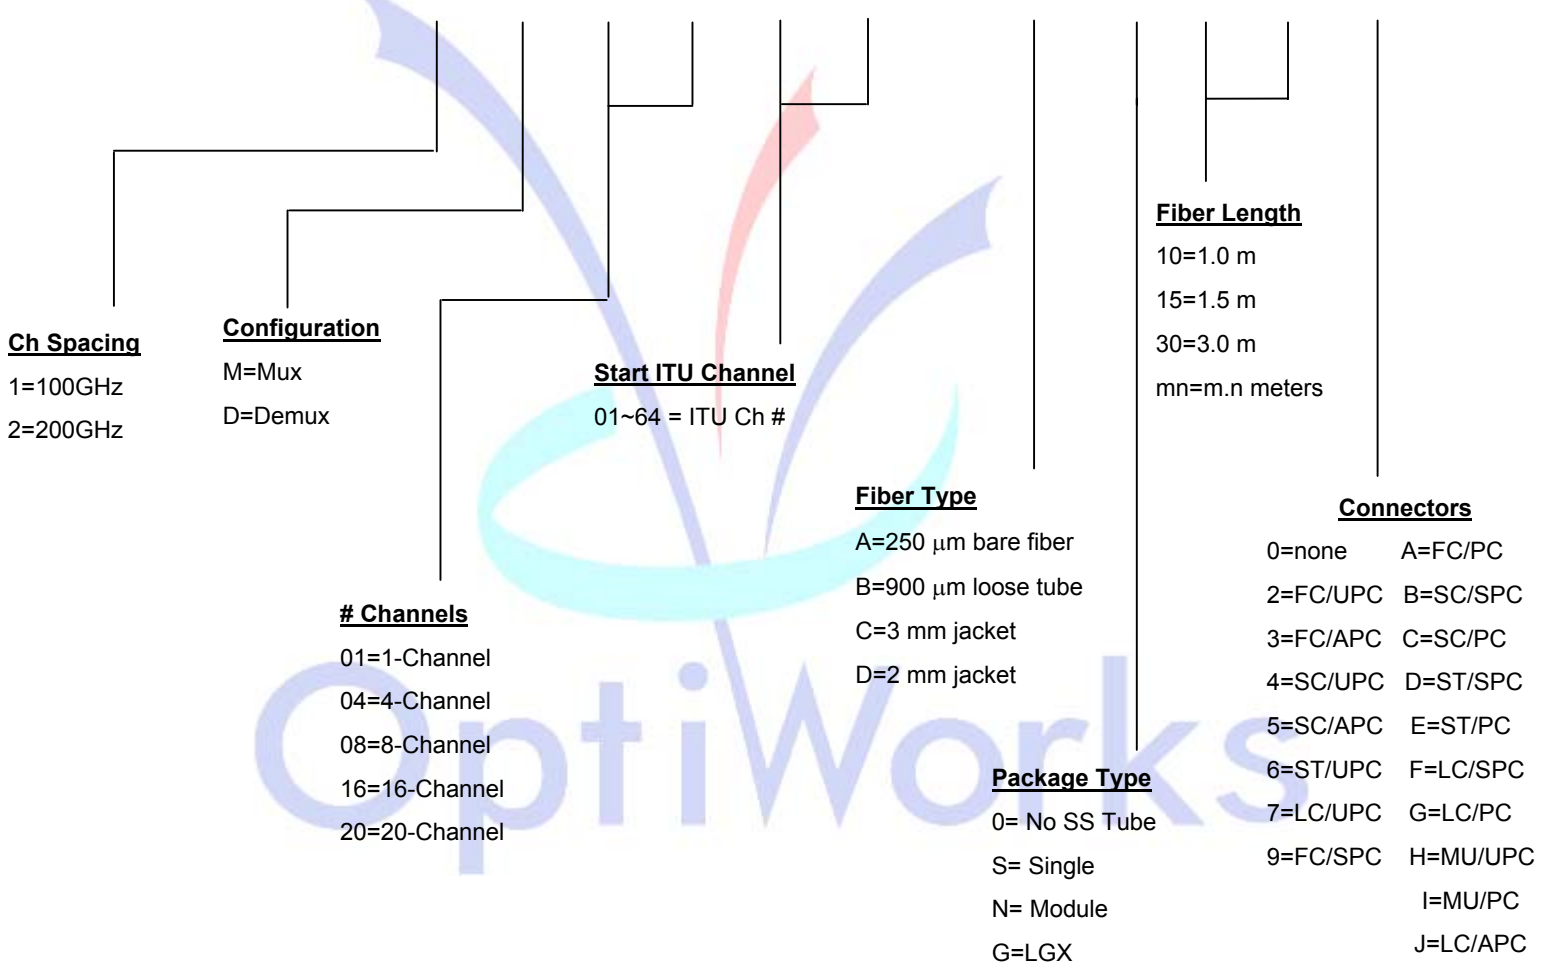 Ch Spacing
1=100GHz
2=200GHz
Configuration
M=Mux
D=Demux
# Channels
01=1-Channel
04=4-Channel
08=8-Channel
16=16-Channel
20=20-Channel
Start ITU Channel
01~64 = ITU Ch #
Fiber Type
A=250 μm bare fiber
B=900 μm loose tube
C=3 mm jacket
D=2 mm jacket
Package Type
0= No SS Tube
S= Single
N= Module
G=LGX
Fiber Length
10=1.0 m
15=1.5 m
30=3.0 m
mn=m.n meters
Connectors
0=none A=FC/PC
2=FC/UPC B=SC/SPC
3=FC/APC C=SC/PC
4=SC/UPC D=ST/SPC
5=SC/APC E=ST/PC
6=ST/UPC F=LC/SPC
7=LC/UPC G=LC/PC
9=FC/SPC H=MU/UPC
I=MU/PC
J=LC/APC
OptiWorks